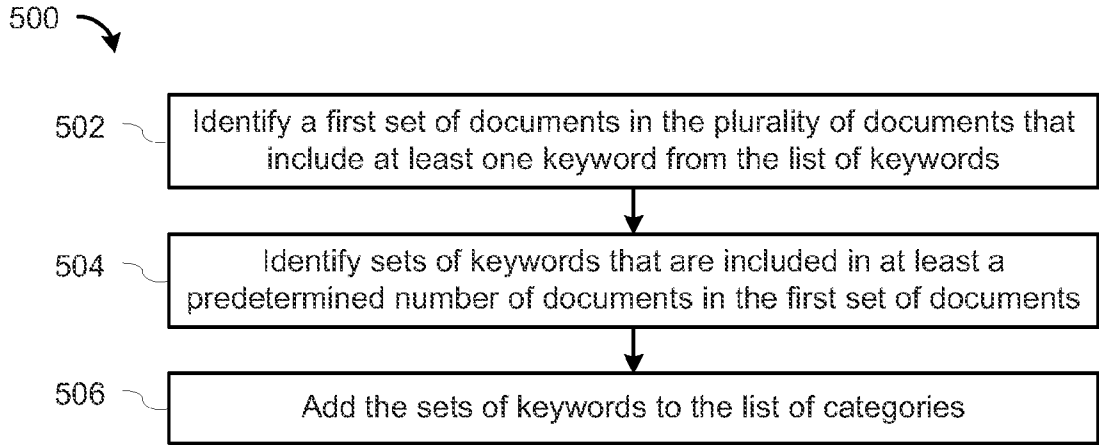 500
502
Identify a first set of documents in the plurality of documents that
include at least one keyword from the list of keywords
504
Identify sets of keywords that are included in at least a
predetermined number of documents in the first set of documents
506
Add the sets of keywords to the list of categories